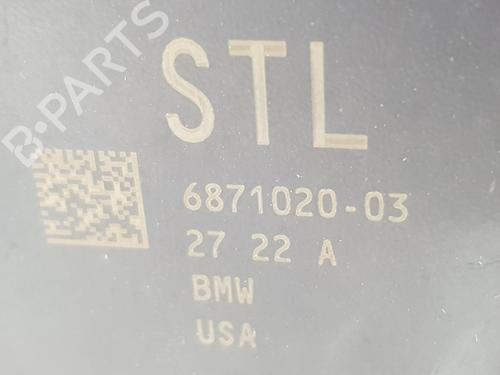 B-PARTS
STL
6871020-03
27 22 A
BMW
USA